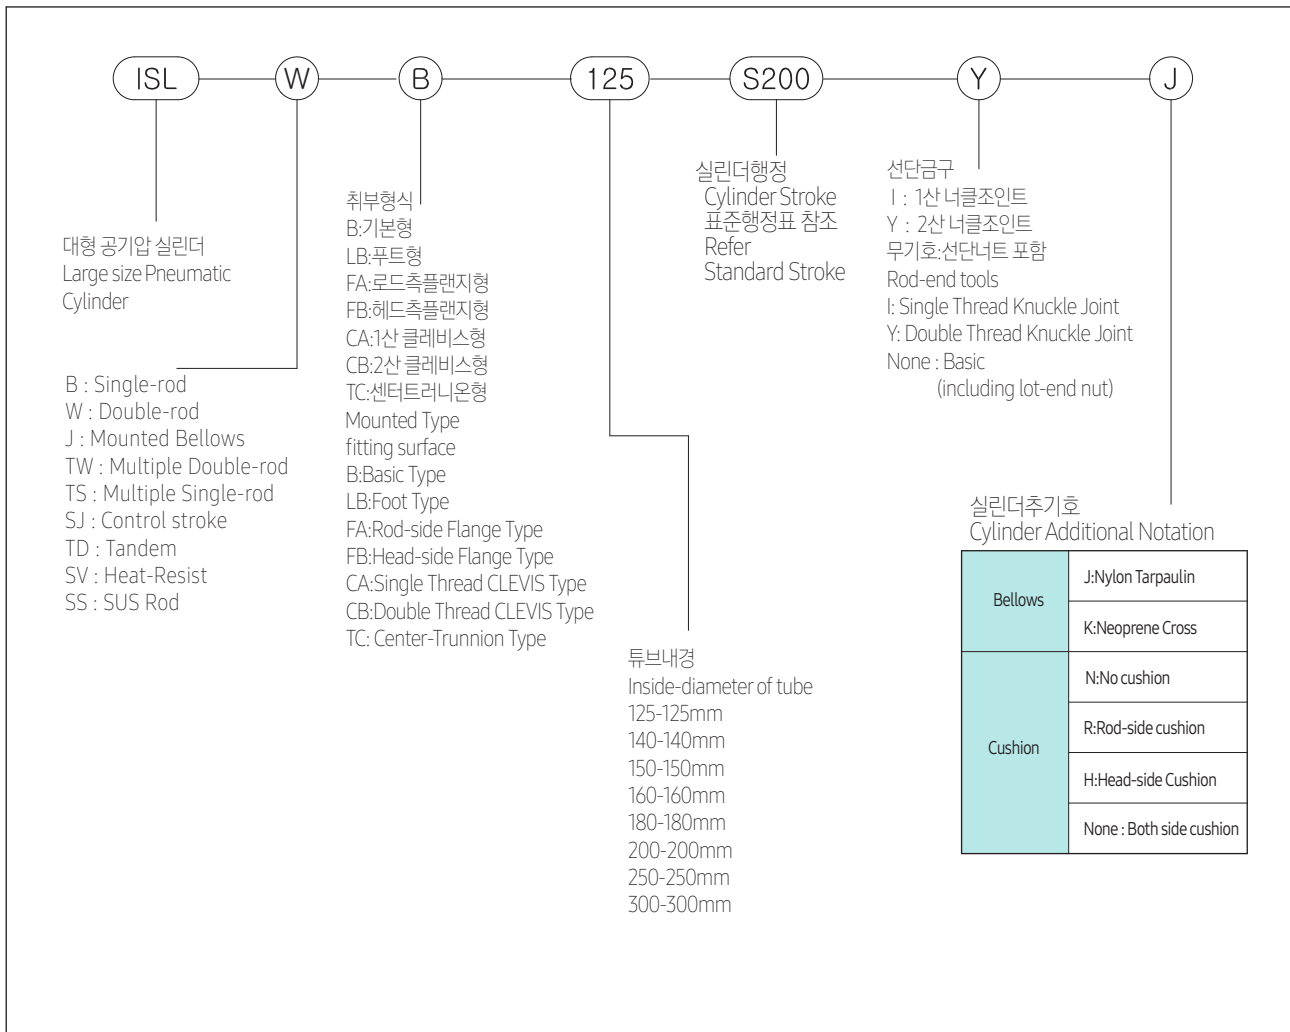 ISL
W
B
125
S200
Y
J
대형 공기압 실린더
Large size Pneumatic
Cylinder
B : Single-rod
W : Double-rod
J : Mounted Bellows
TW : Multiple Double-rod
TS : Multiple Single-rod
SJ : Control stroke
TD : Tandem
SV : Heat-Resist
SS : SUS Rod
취부형식
B:기본형
LB:푸트형
FA:로드측플랜지형
FB:헤드측플랜지형
CA:1산 클레비스형
CB:2산 클레비스형
TC:센터트러니온형
Mounted Type
fitting surface
B:Basic Type
LB:Foot Type
FA:Rod-side Flange Type
FB:Head-side Flange Type
CA:Single Thread CLEVIS Type
CB:Double Thread CLEVIS Type
TC: Center-Trunnion Type
튜브내경
Inside-diameter of tube
125-125mm
140-140mm
150-150mm
160-160mm
180-180mm
200-200mm
250-250mm
300-300mm
실린더행정
Cylinder Stroke
표준행정표 참조
Refer
Standard Stroke
선단금구
I : 1산 너클조인트
Y : 2산 너클조인트
무기호:선단너트 포함
Rod-end tools
I: Single Thread Knuckle Joint
Y: Double Thread Knuckle Joint
None : Basic
(including lot-end nut)
실린더추기호
Cylinder Additional Notation
Bellows
J:Nylon Tarpaulin
K:Neoprene Cross
Cushion
N:No cushion
R:Rod-side cushion
H:Head-side Cushion
None : Both side cushion